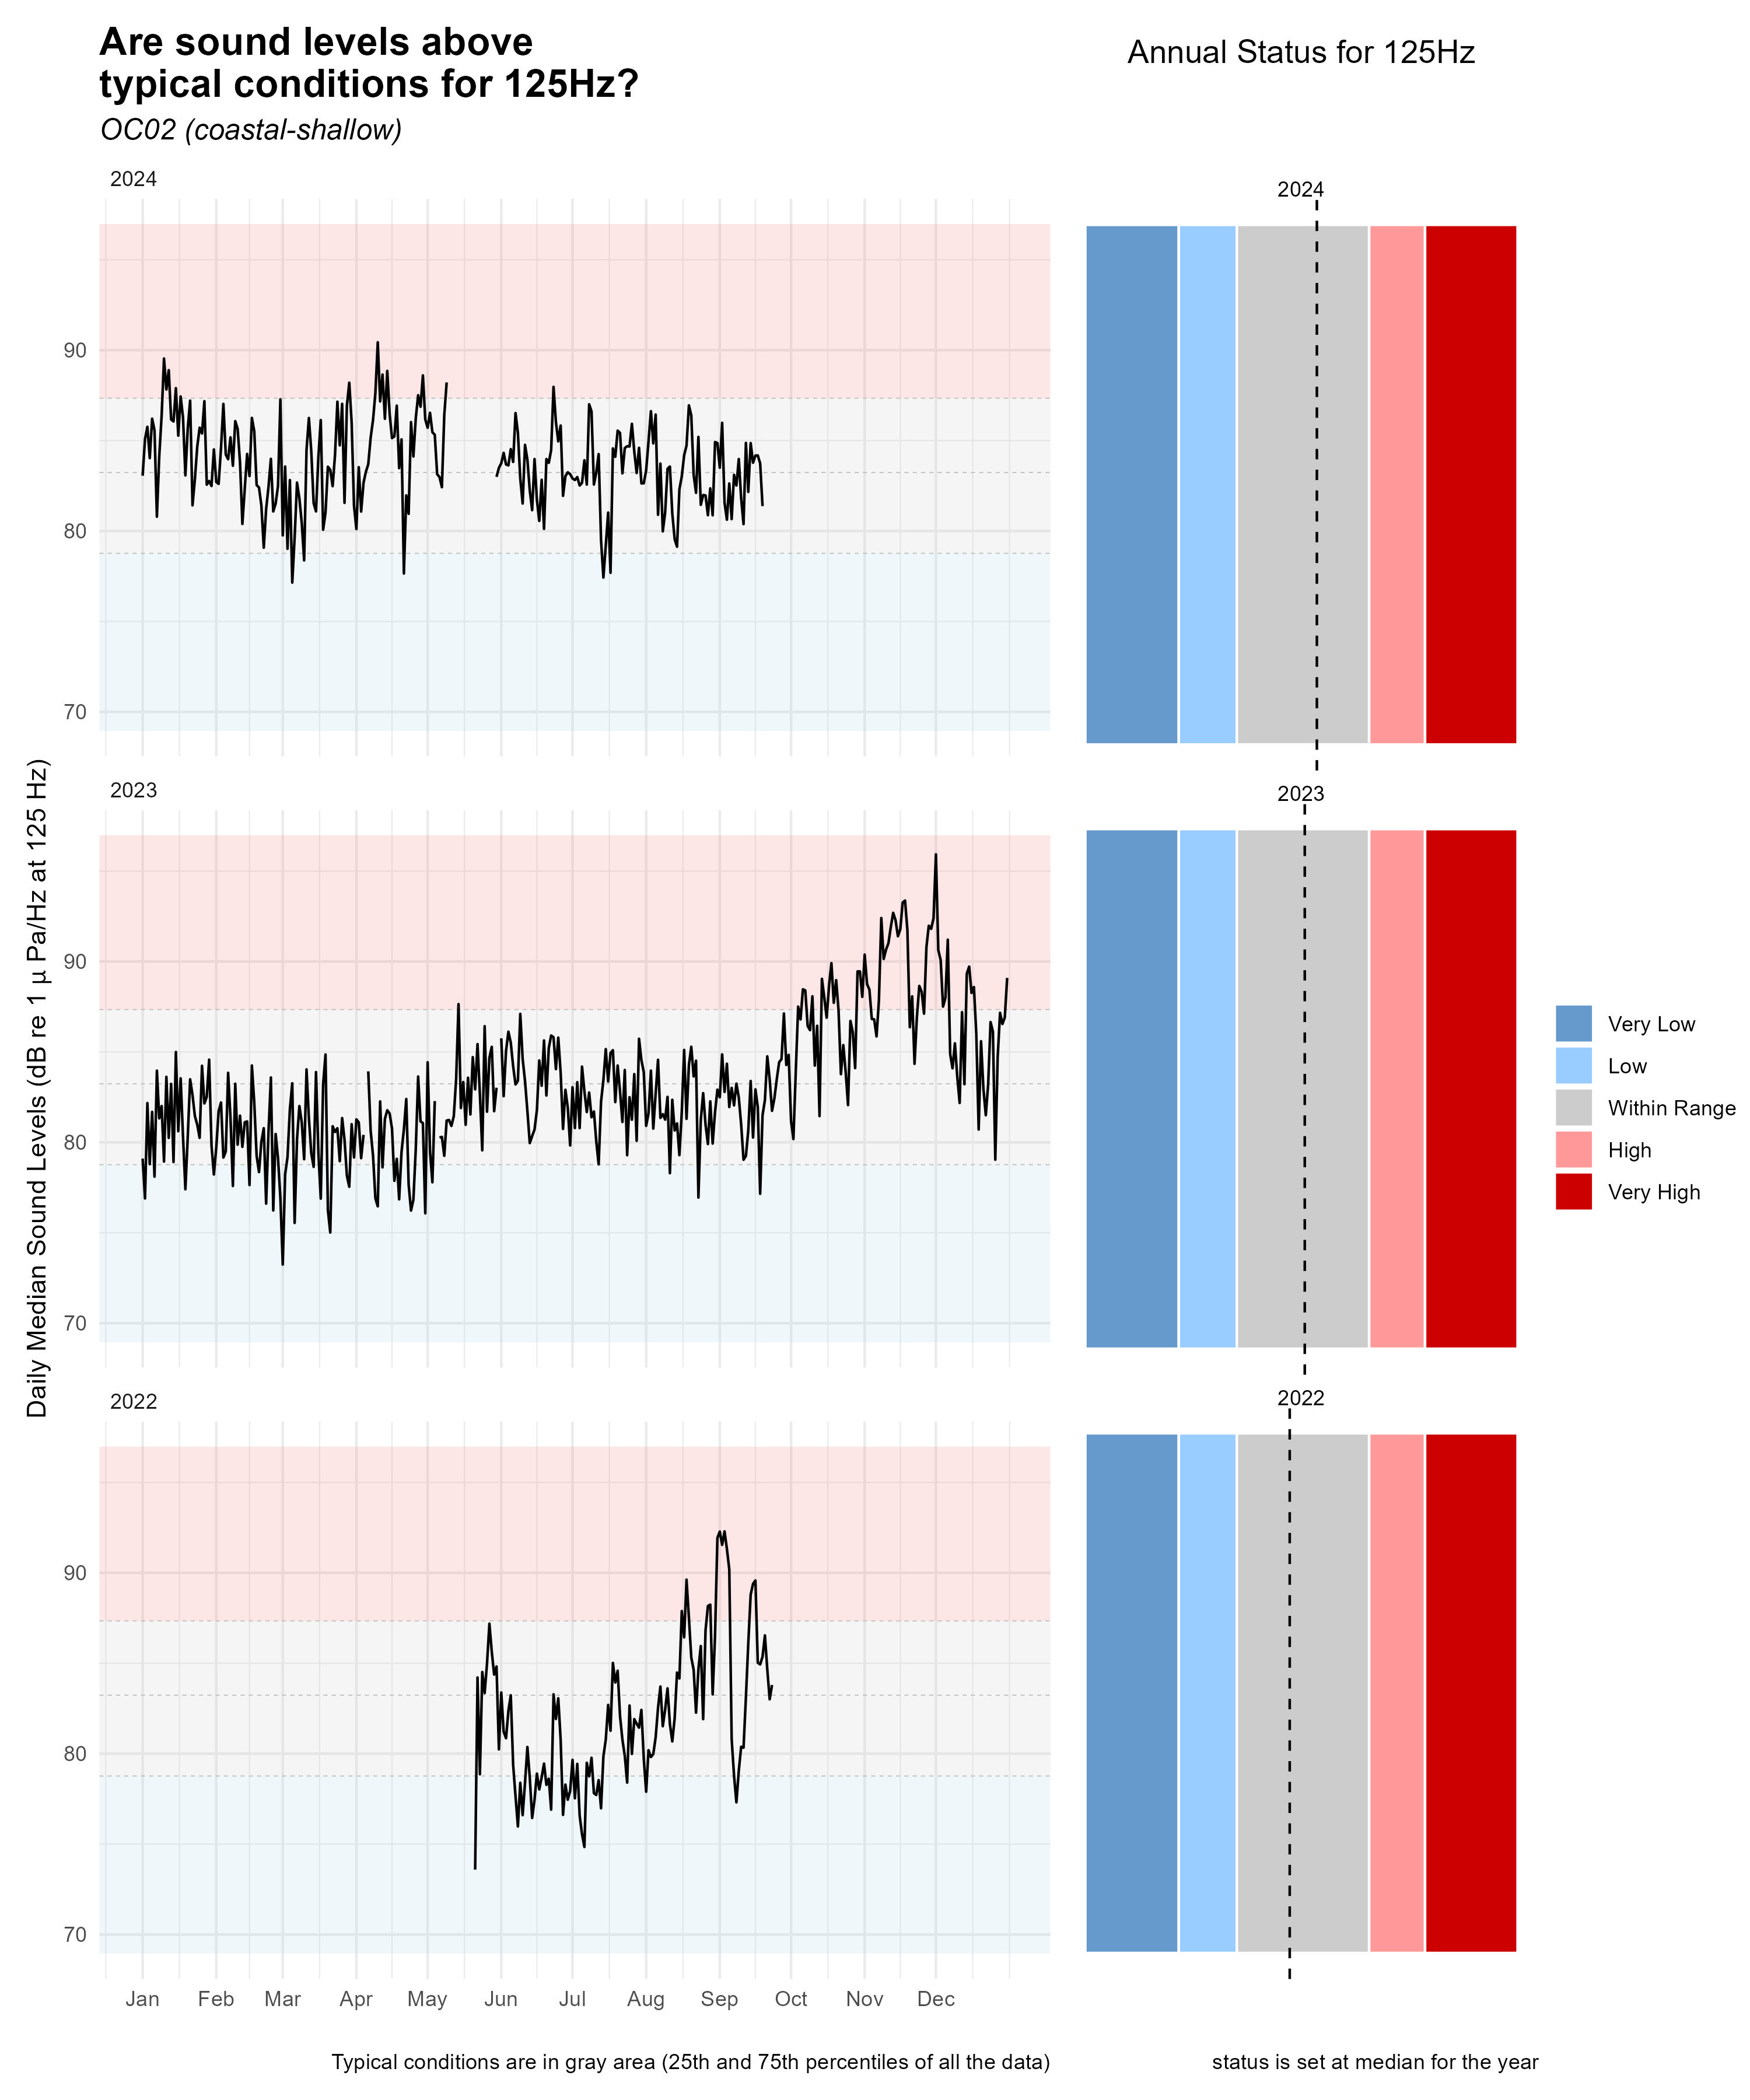 Are sound levels above
typical conditions for 125Hz?
OC02 (coastal-shallow)
Annual Status for 125Hz
Daily Median Sound Levels (dB re 1 µ Pa/Hz at 125 Hz)
2024
90
80
70
2024
2023
90
80
70
2023
2022
90
80
70
2022
Jan Feb Mar Apr May Jun Jul Aug Sep Oct Nov Dec
Very Low
Low
Within Range
High
Very High
Typical conditions are in gray area (25th and 75th percentiles of all the data)
status is set at median for the year